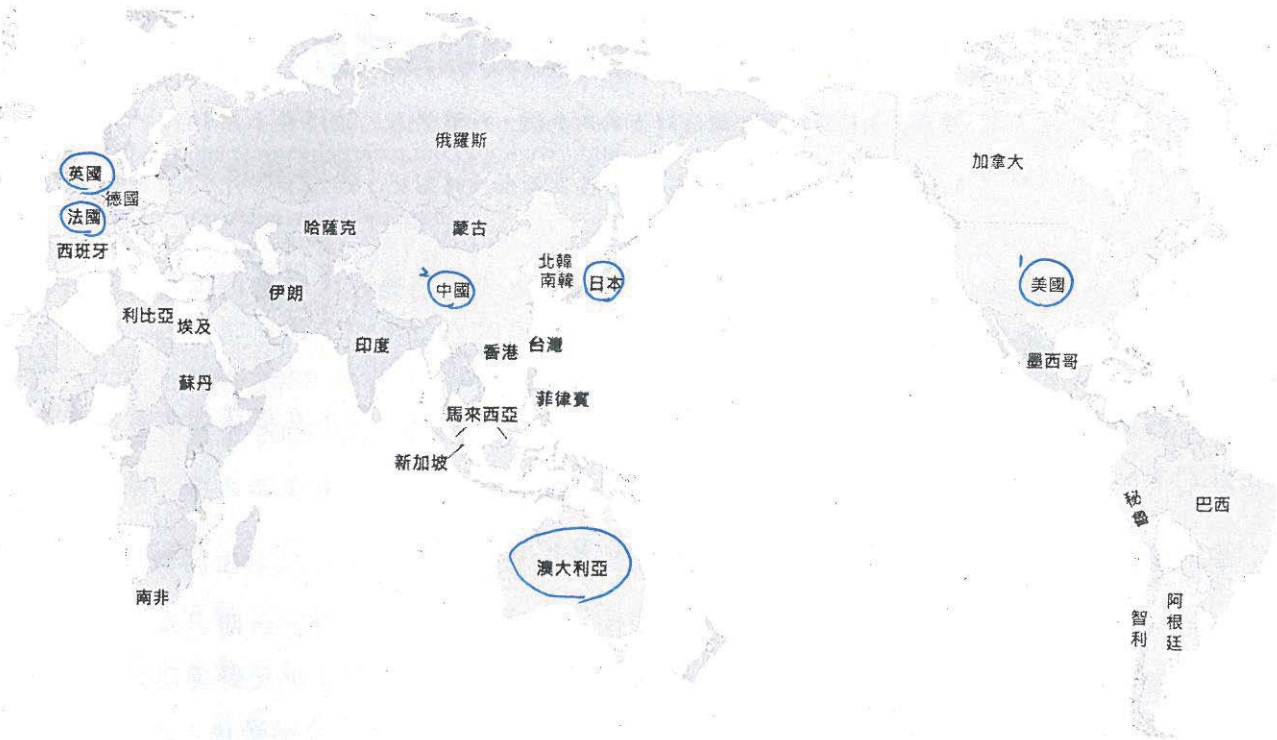 俄羅斯
加拿大
英國
德國
法國
西班牙
哈薩克
蒙古
北韓
南韓
日本
中國
伊朗
美國
利比亞
埃及
印度
香港
台灣
墨西哥
蘇丹
菲律賓
馬來西亞
新加坡
秘魯
巴西
澳大利亞
南非
智利
阿根廷
1
2